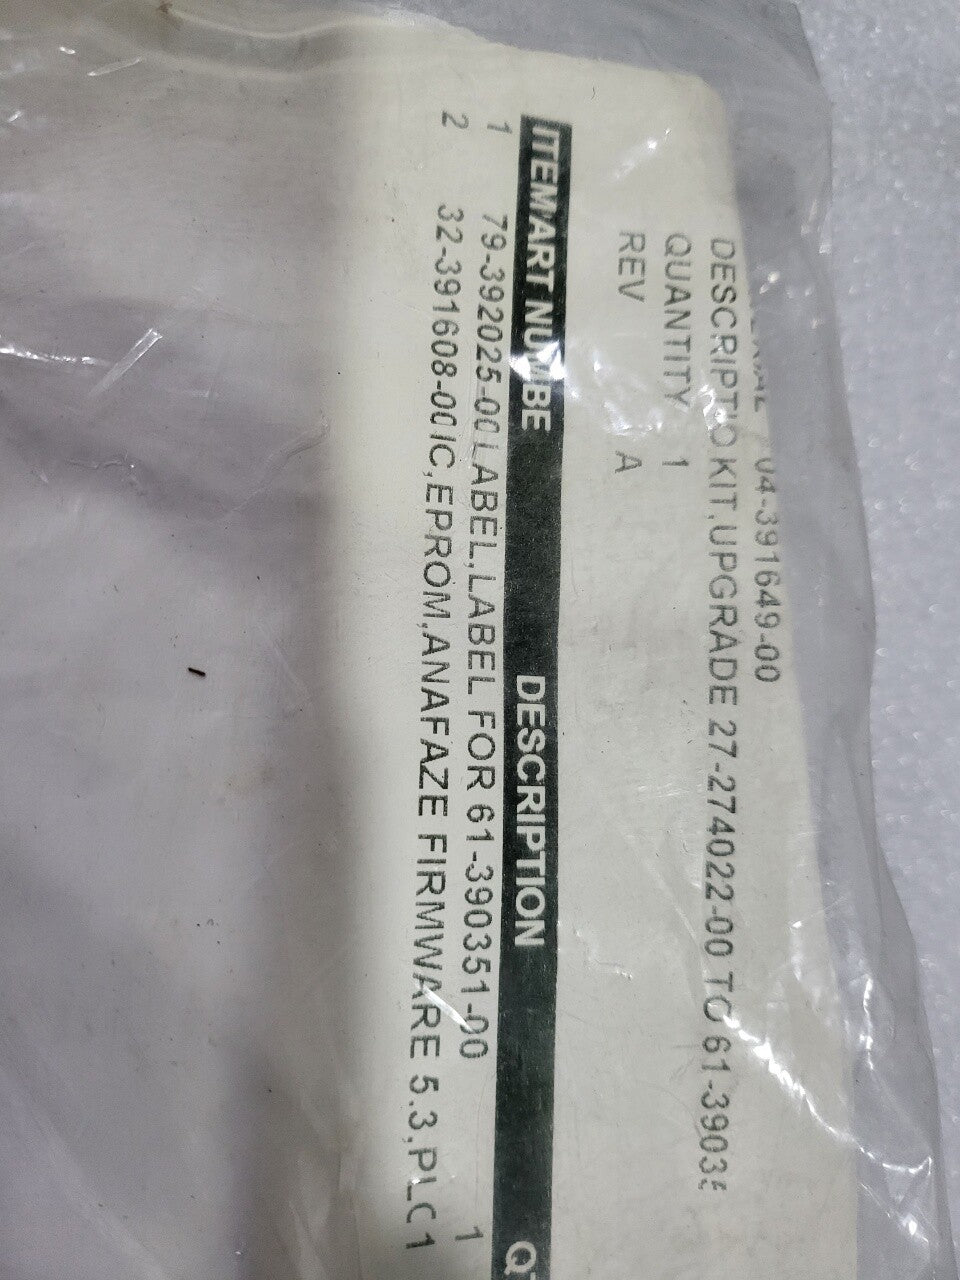 04-391649-00
DESCRIPTIO KIT,UPGRADE 27-274022-00 TO 61-3903
QUANTITY 1
REV A
ITEM ART NUMBE DESCRIPTION
1 79-392025-00 LABEL,LABEL FOR 61-390351-00 1
2 32-391608-00 IC,EPROM,ANAFAZE FIRMWARE 5.3,PLC 1